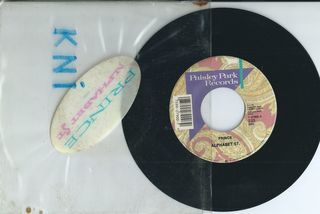 KNI
PRINCE
ALPHABET St.
Paisley Park
Records
PRINCE
ALPHABET ST.